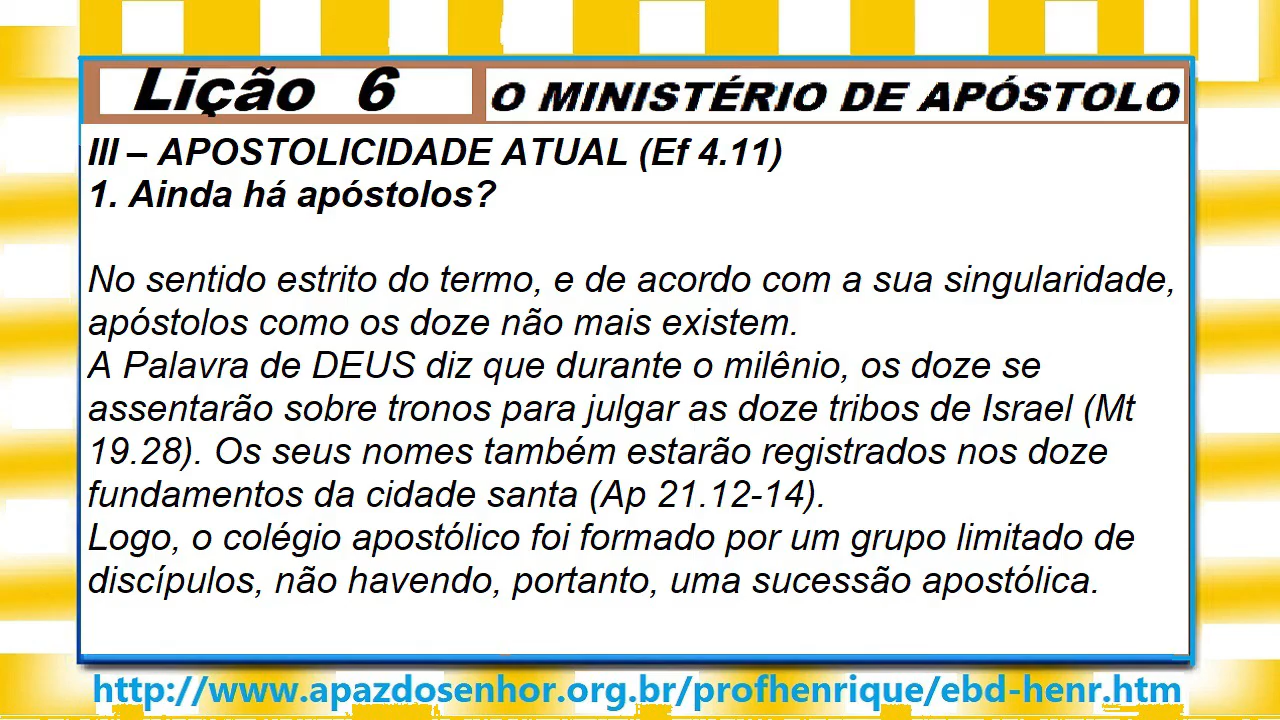 Lição 6
O MINISTÉRIO DE APÓSTOLO
III – APOSTOLICIDADE ATUAL (Ef 4.11)
1. Ainda há apóstolos?
No sentido estrito do termo, e de acordo com a sua singularidade,
apóstolos como os doze não mais existem.
A Palavra de DEUS diz que durante o milênio, os doze se
assentarão sobre tronos para julgar as doze tribos de Israel (Mt
19.28). Os seus nomes também estarão registrados nos doze
fundamentos da cidade santa (Ap 21.12-14).
Logo, o colégio apostólico foi formado por um grupo limitado de
discípulos, não havendo, portanto, uma sucessão apostólica.
http://www.apazdosenhor.org.br/profhenrique/ebd-henr.htm